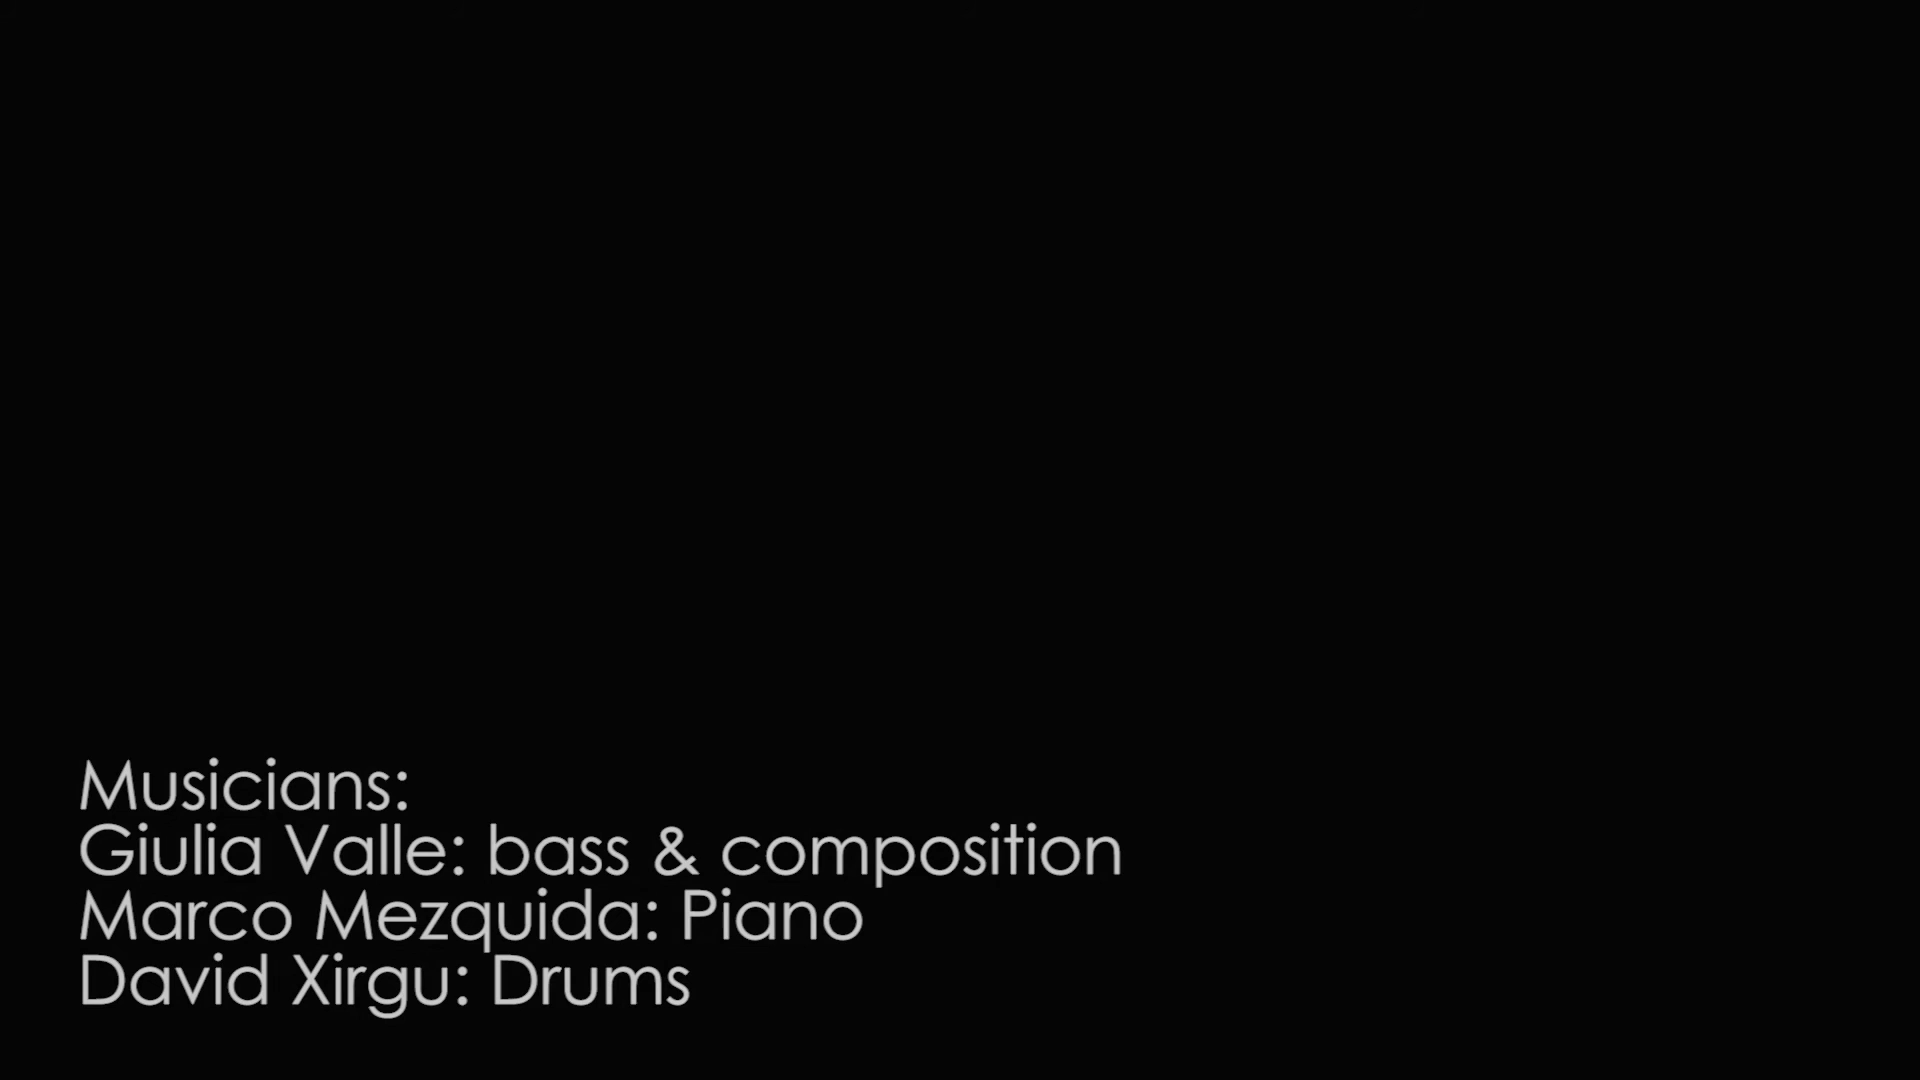 Musicians:
Giulia Valle: bass & composition
Marco Mezquida: Piano
David Xirgu: Drums